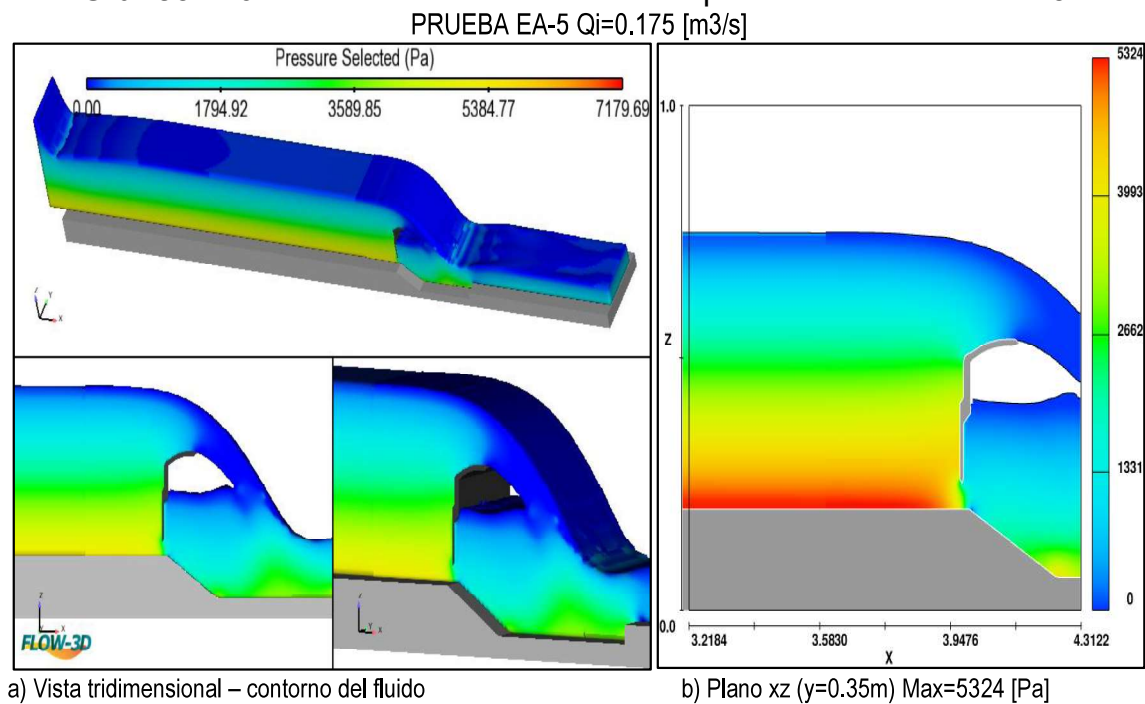 PRUEBA EA-5 Qi=0.175 [m3/s]
Pressure Selected (Pa)
0.00 1794.92 3589.85 5384.77 7179.69
z y x
z x
FLOW-3D
z y x
5324
3993
2662
1331
0
1.0
Z
0.0
3.2184 3.5830 3.9476 4.3122
X
a) Vista tridimensional – contorno del fluido
b) Plano xz (y=0.35m) Max=5324 [Pa]